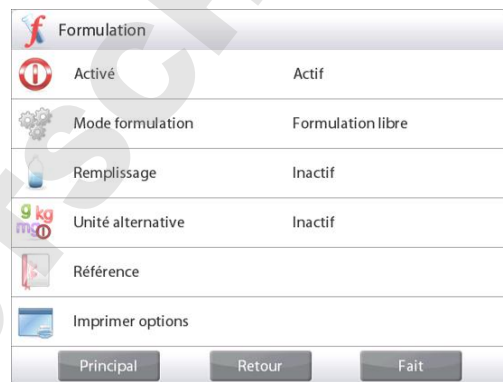 Formulation
Activé Actif
Mode formulation Formulation libre
Remplissage Inactif
g kg
mg
Unité alternative Inactif
Référence
Imprimer options
Principal Retour Fait